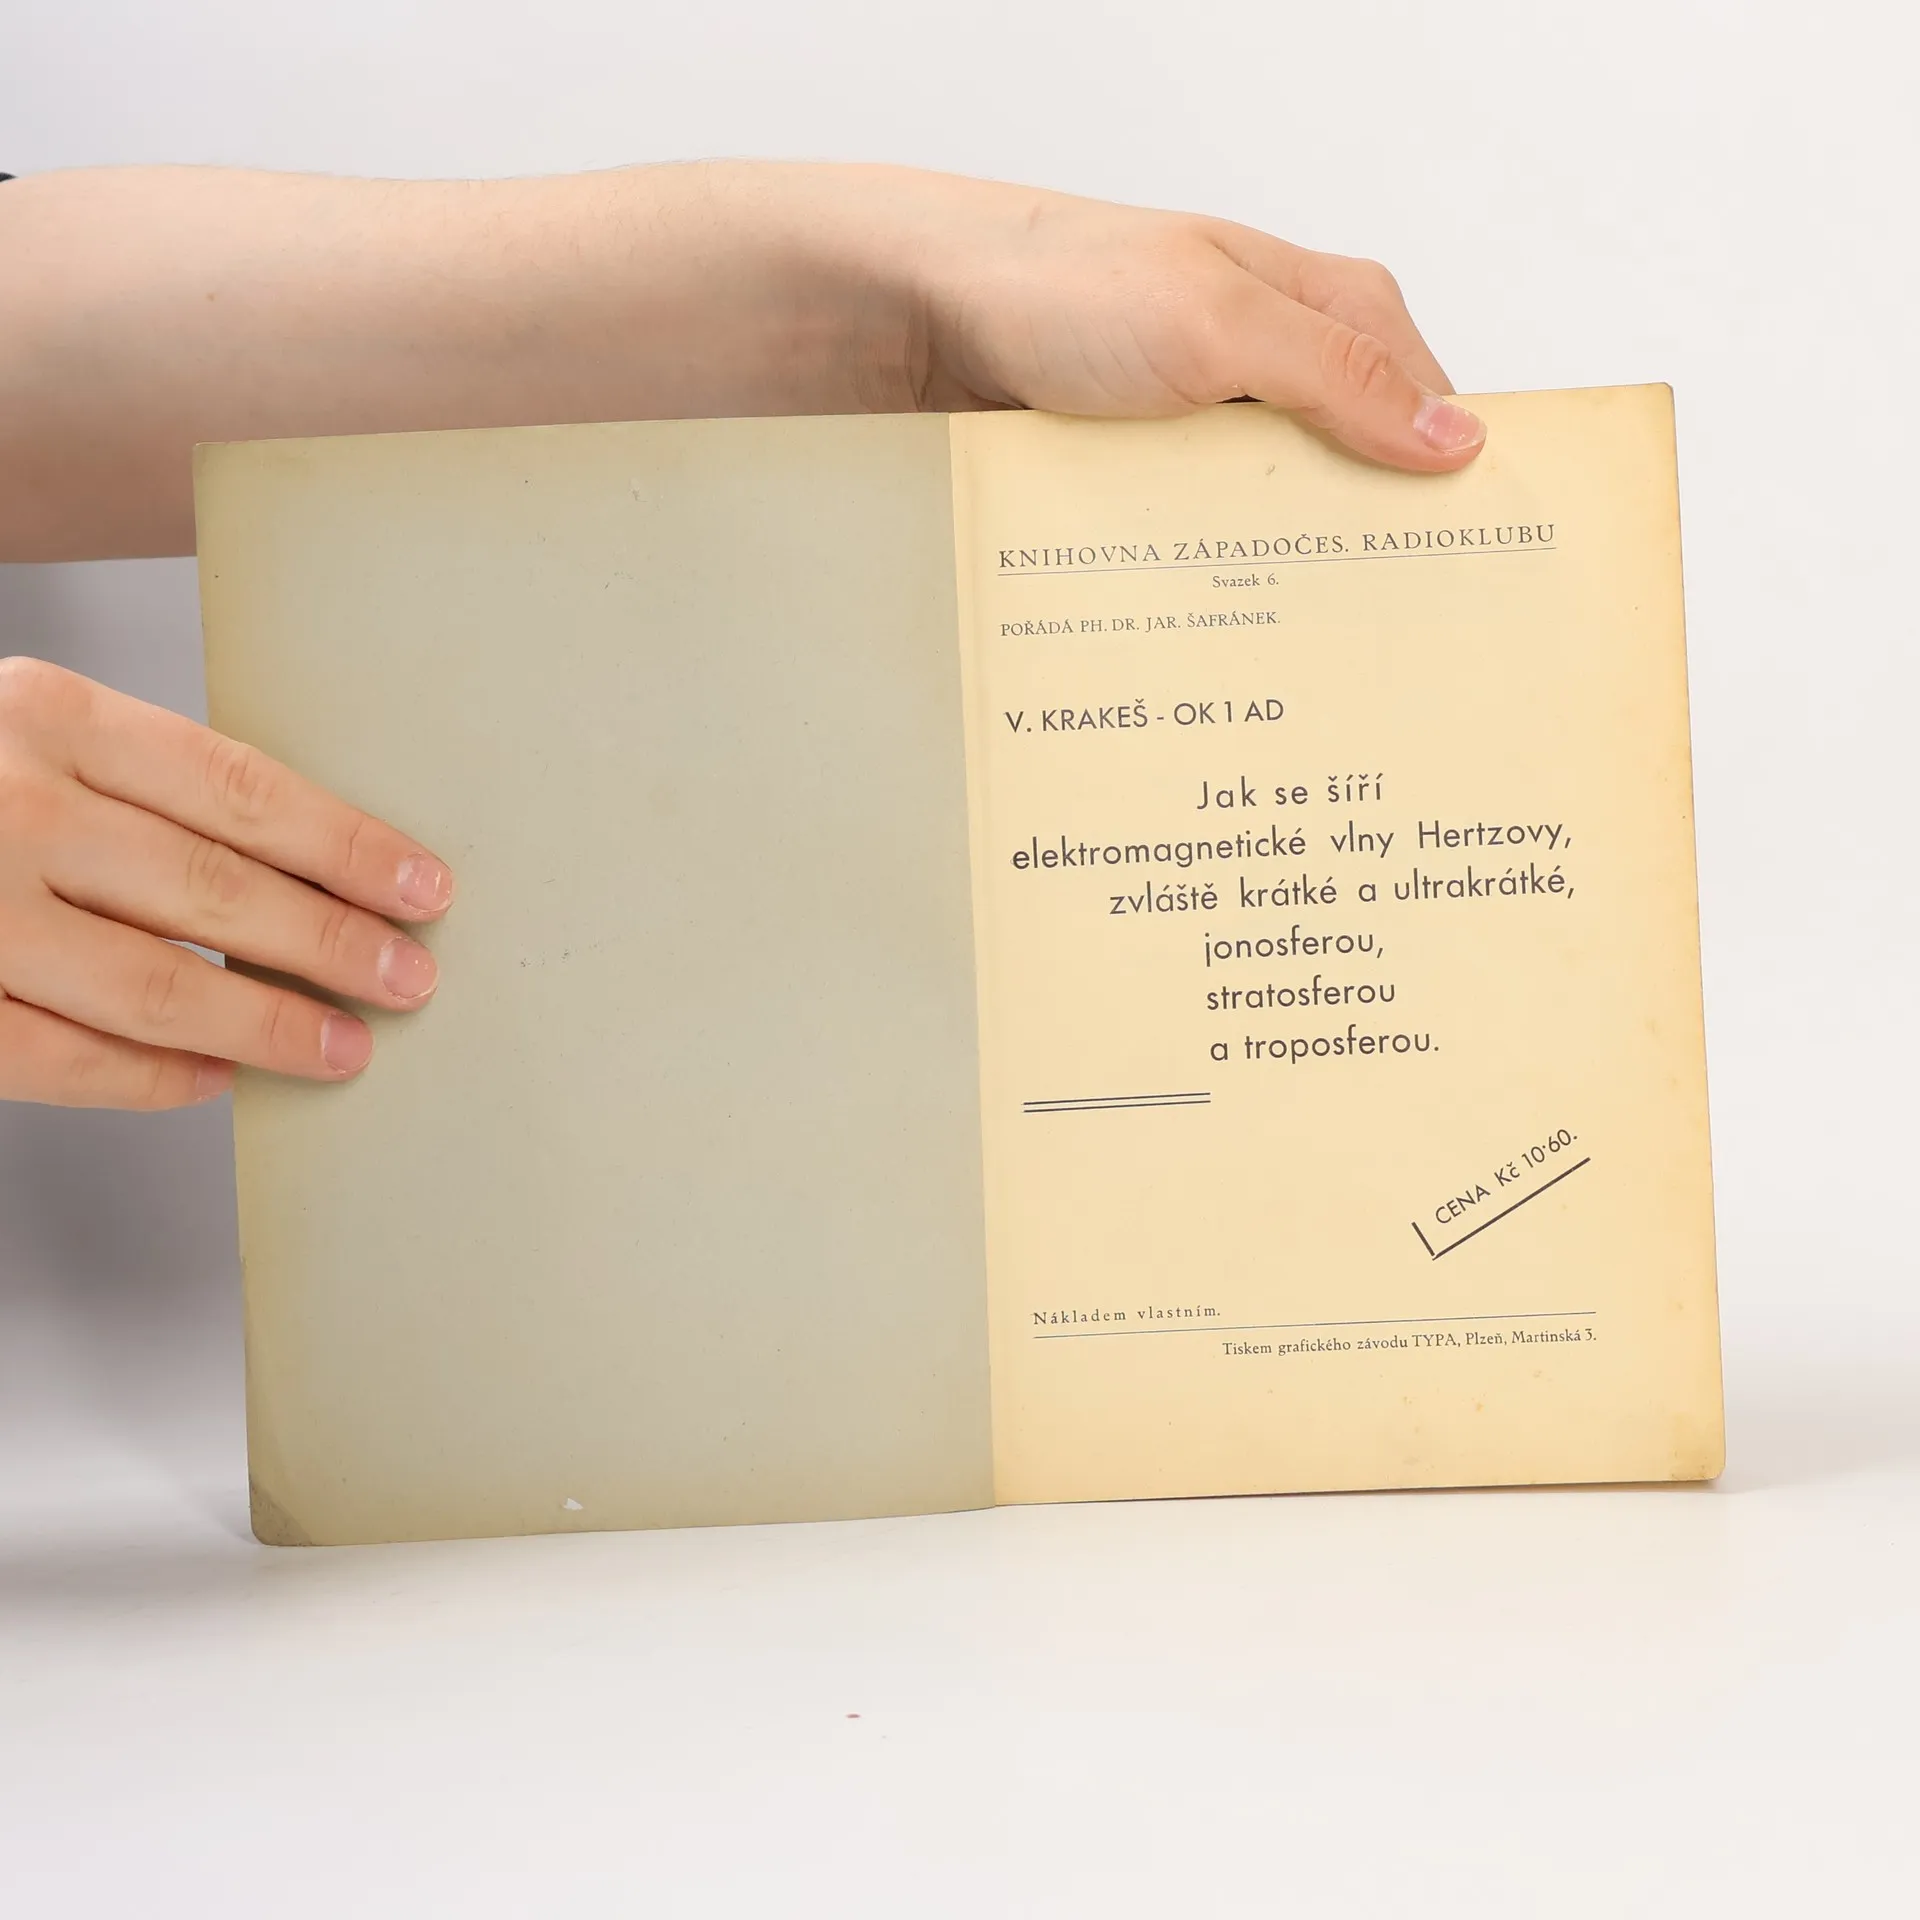 KNIHOVNA ZÁPADOČES. RADIOKLUBU
Svazek 6.
POŘÁDÁ PH. DR. JAR. ŠAFRÁNEK.
V. KRAKEŠ - OK 1 AD
Jak se šíří
elektromagnetické vlny Hertzovy,
zvláště krátké a ultrakrátké,
jonosferou,
stratosferou
a troposferou.
CENA Kč 10·60.
Nákladem vlastním.
Tiskem grafického závodu TYPA, Plzeň, Martinská 3.